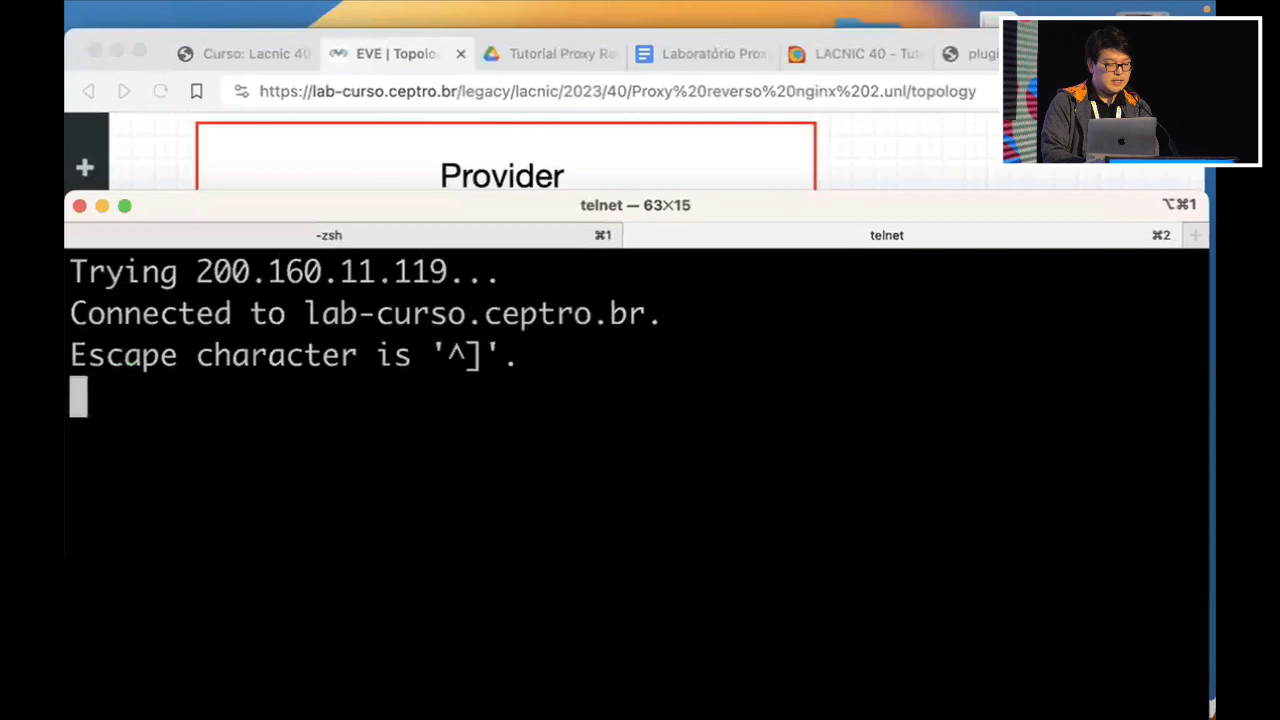 Curso: Lacnic 40
EVE | Topolo
Tutorial Proxy Re
Laboratório Prox
LACNIC 40 - Tu
plugi
https://lab-curso.ceptro.br/legacy/lacnic/2023/40/Proxy%20reverso%20nginx%202.unl/topology
Provider
telnet — 63×15
⌥⌘1
-zsh
⌘1
telnet
⌘2
Trying 200.160.11.119...
Connected to lab-curso.ceptro.br.
Escape character is '^]'.